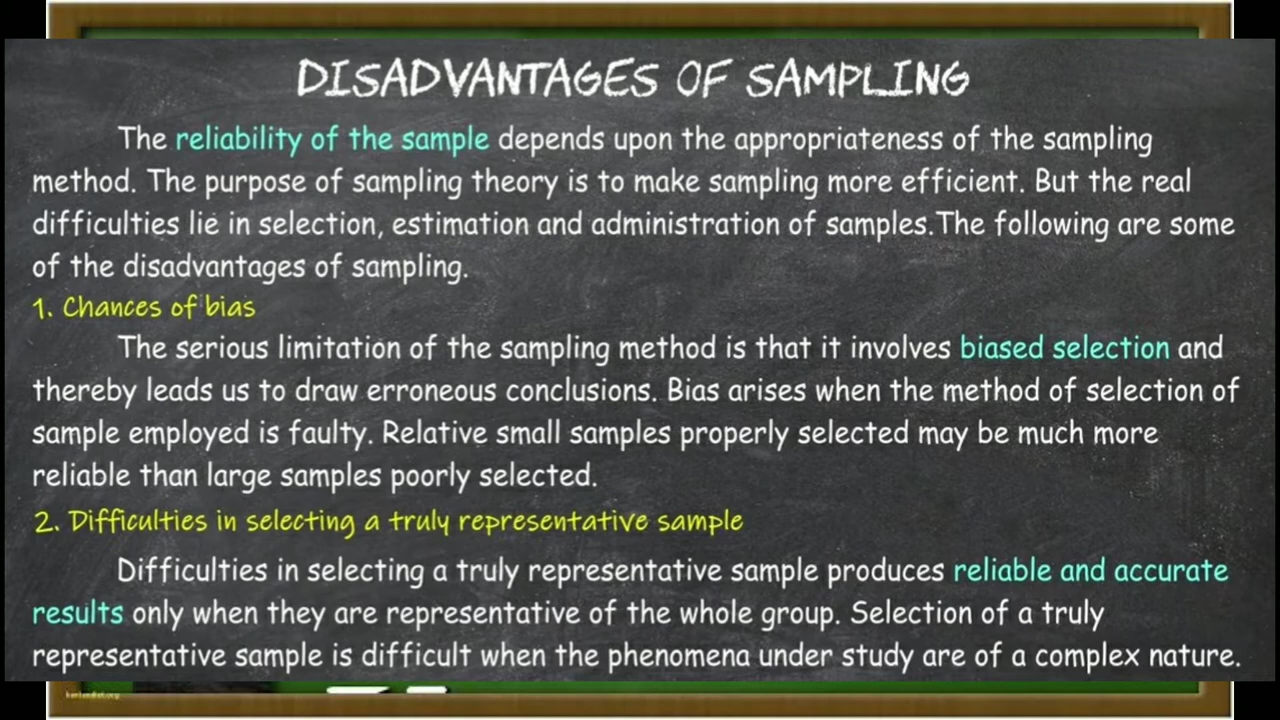 DISADVANTAGES OF SAMPLING
The reliability of the sample depends upon the appropriateness of the sampling
method. The purpose of sampling theory is to make sampling more efficient. But the real
difficulties lie in selection, estimation and administration of samples.The following are some
of the disadvantages of sampling.
1. Chances of bias
The serious limitation of the sampling method is that it involves biased selection and
thereby leads us to draw erroneous conclusions. Bias arises when the method of selection of
sample employed is faulty. Relative small samples properly selected may be much more
reliable than large samples poorly selected.
2. Difficulties in selecting a truly representative sample
Difficulties in selecting a truly representative sample produces reliable and accurate
results only when they are representative of the whole group. Selection of a truly
representative sample is difficult when the phenomena under study are of a complex nature.